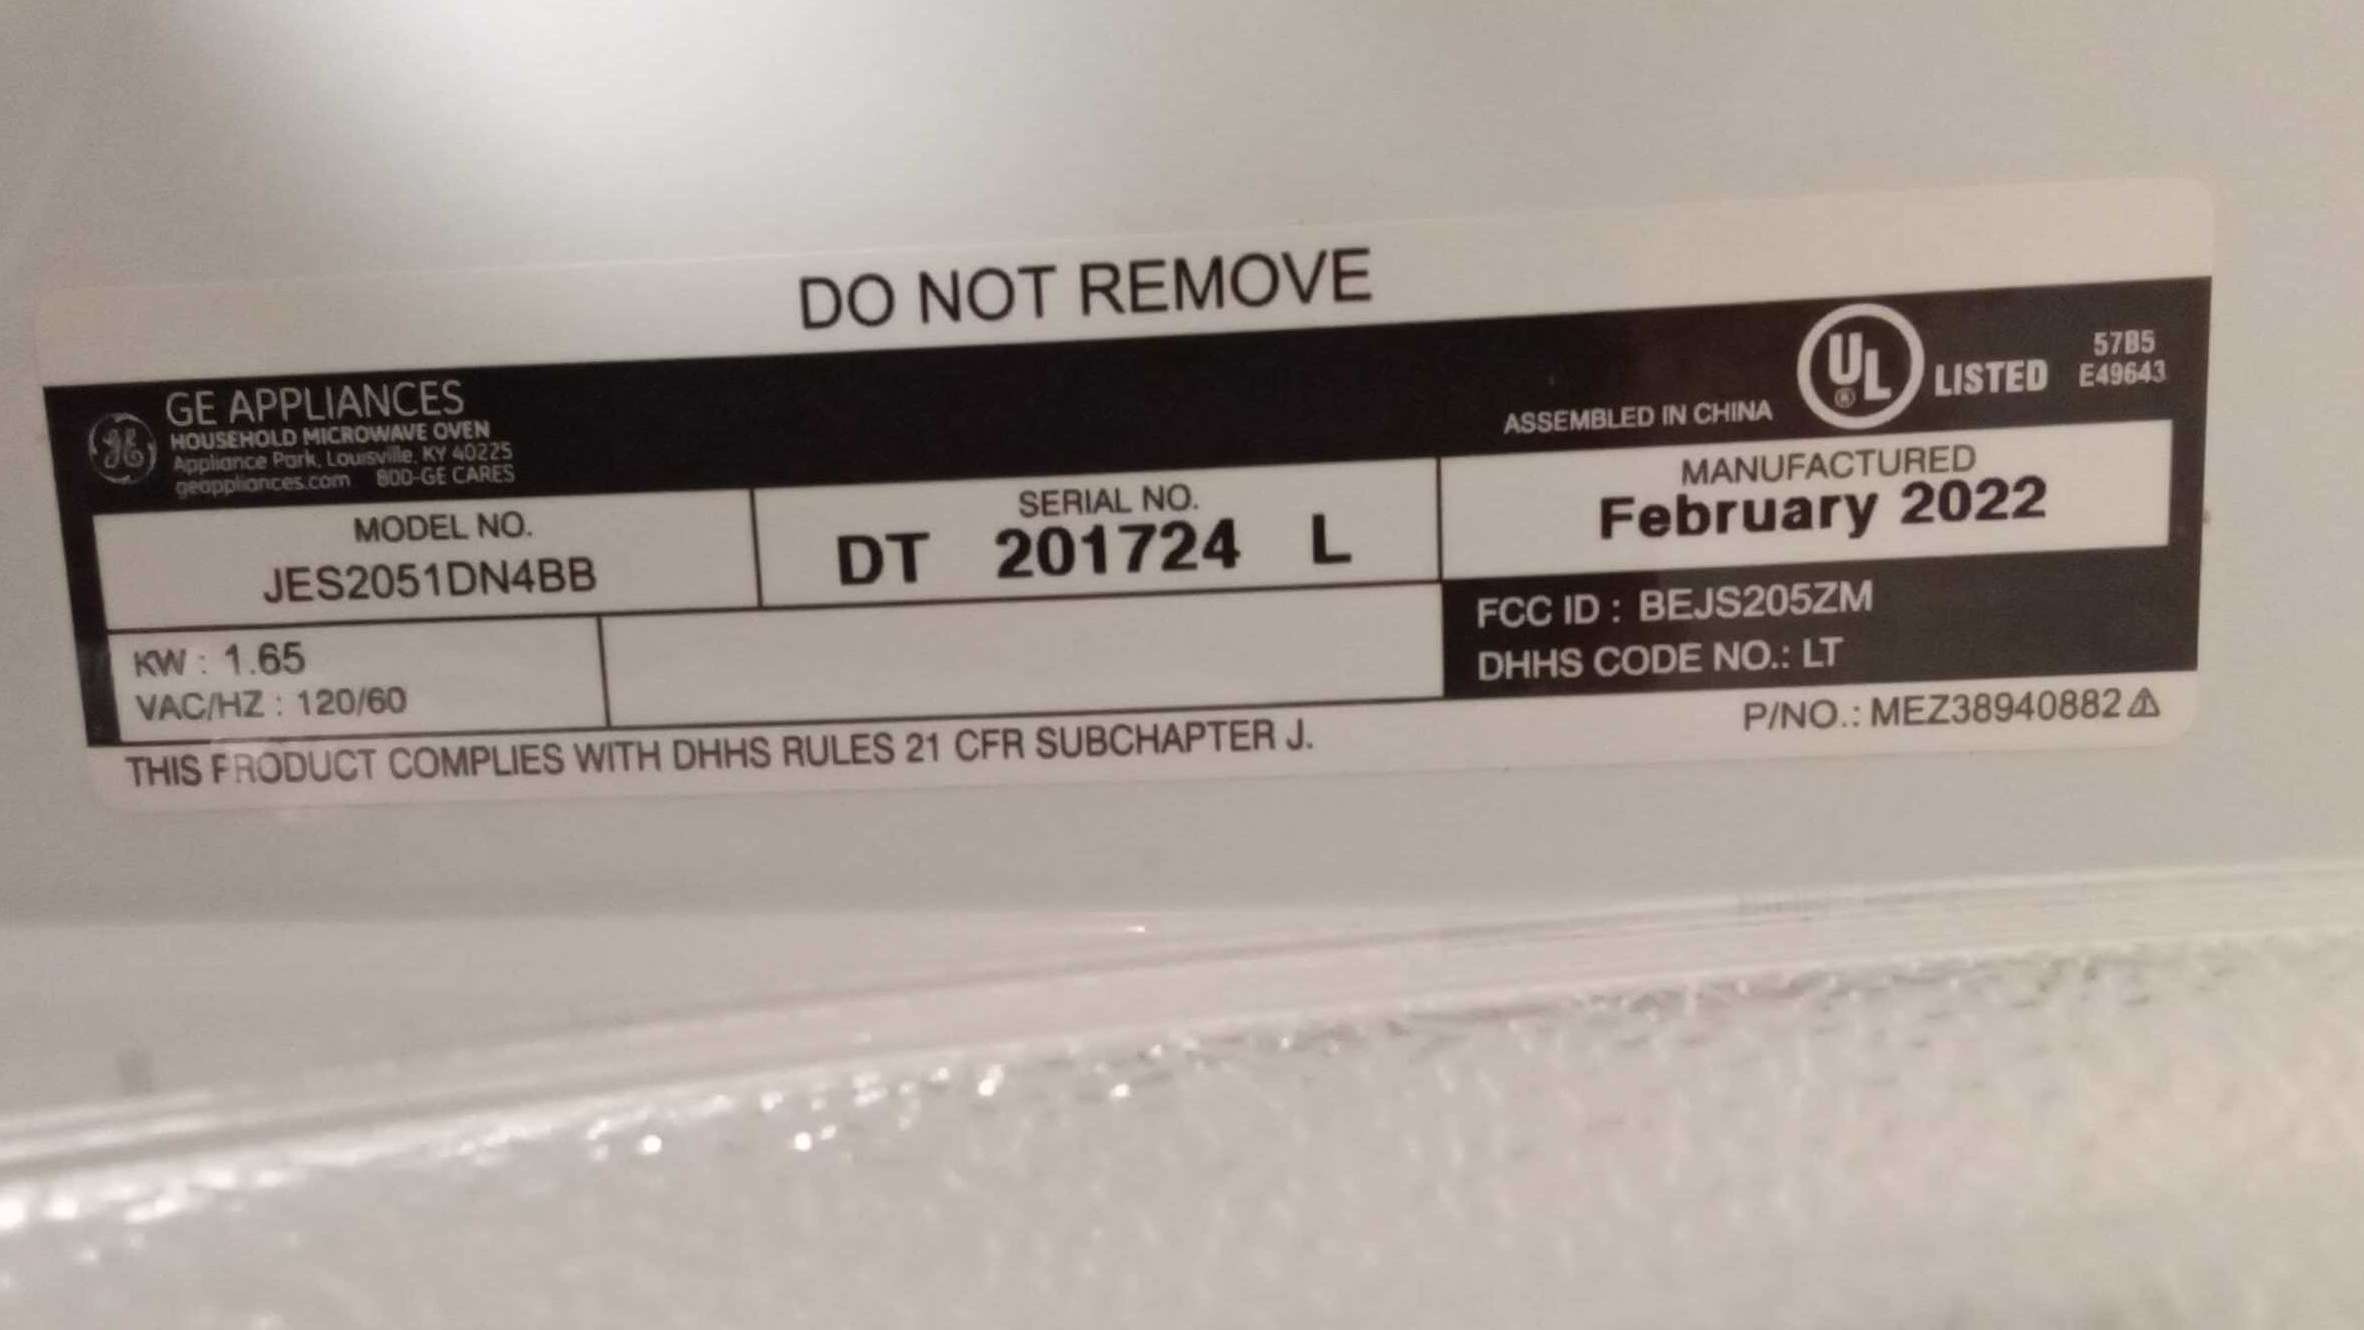 DO NOT REMOVE
GE APPLIANCES
HOUSEHOLD MICROWAVE OVEN
Appliance Park, Louisville, KY 40225
geappliances.com 800-GE CARES
ASSEMBLED IN CHINA
UL
®
LISTED
57B5
E49643
MODEL NO.
JES2051DN4BB
SERIAL NO.
DT 201724 L
MANUFACTURED
February 2022
KW : 1.65
VAC/HZ : 120/60
FCC ID : BEJS205ZM
DHHS CODE NO.: LT
THIS PRODUCT COMPLIES WITH DHHS RULES 21 CFR SUBCHAPTER J.
P/NO.: MEZ38940882